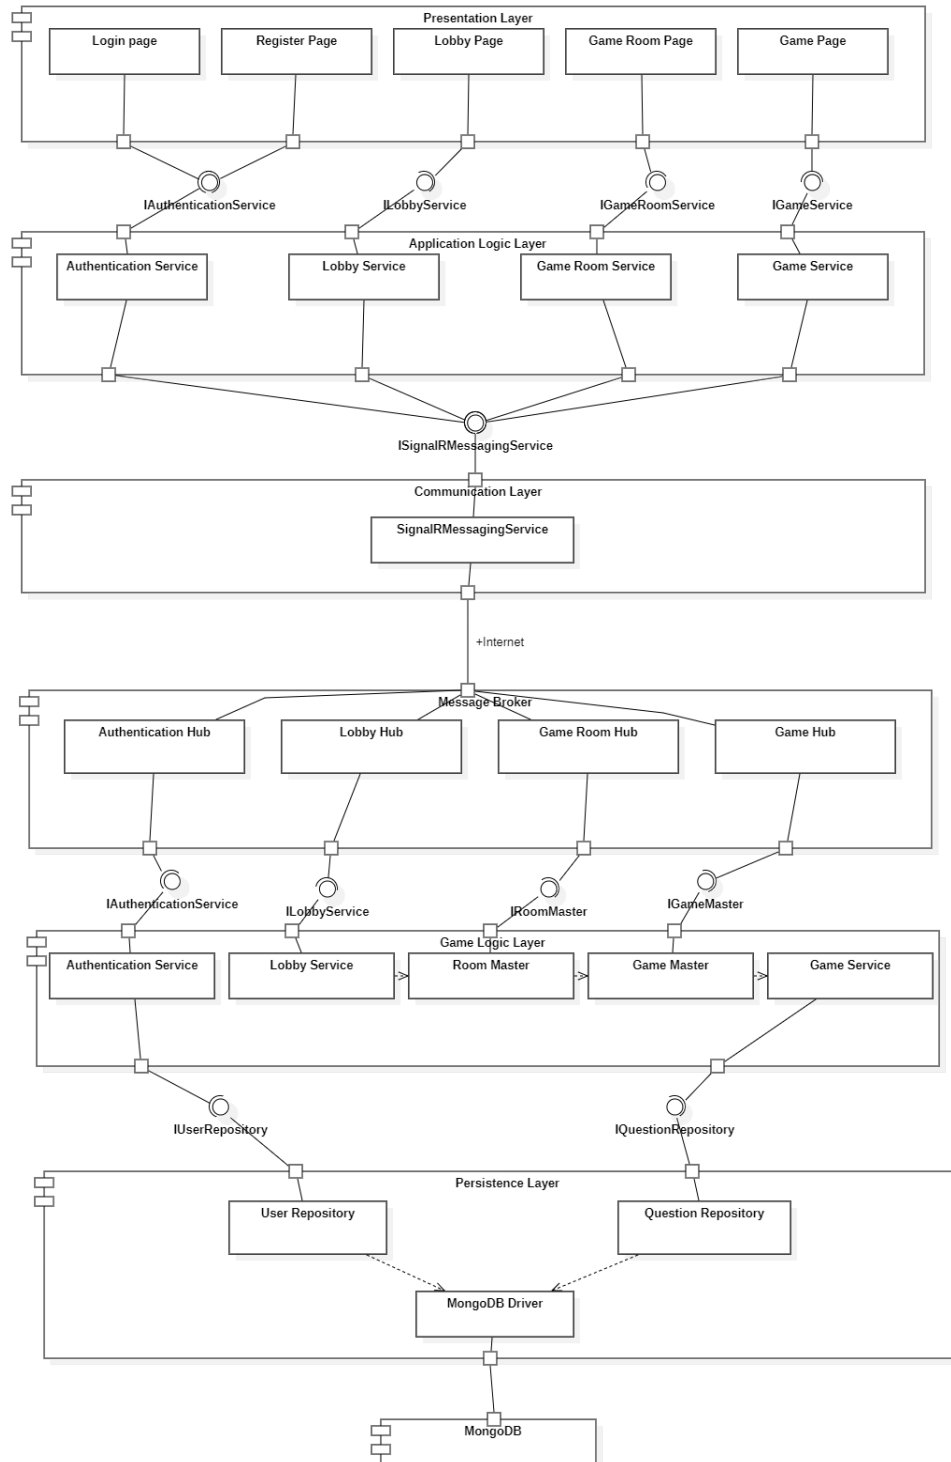 Presentation Layer
Login page
Register Page
Lobby Page
Game Room Page
Game Page
IAuthenticationService
ILobbyService
IGameRoomService
IGameService
Application Logic Layer
Authentication Service
Lobby Service
Game Room Service
Game Service
ISignalRMessagingService
Communication Layer
SignalRMessagingService
+Internet
Message Broker
Authentication Hub
Lobby Hub
Game Room Hub
Game Hub
IAuthenticationService
ILobbyService
IRoomMaster
IGameMaster
Game Logic Layer
Authentication Service
Lobby Service
Room Master
Game Master
Game Service
IUserRepository
IQuestionRepository
Persistence Layer
User Repository
Question Repository
MongoDB Driver
MongoDB